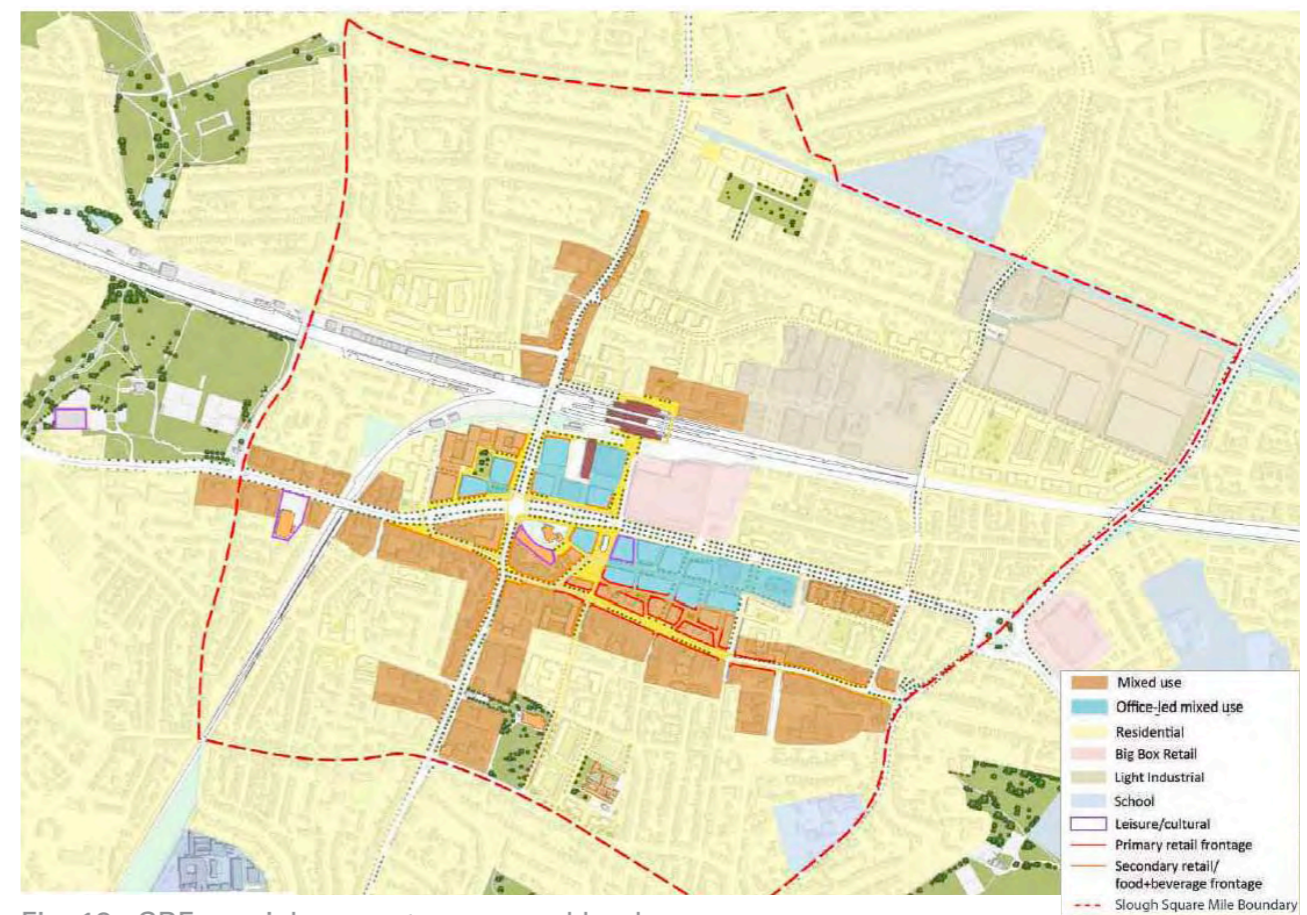 Mixed use
Office-led mixed use
Residential
Big Box Retail
Light Industrial
School
Leisure/cultural
Primary retail frontage
Secondary retail/
food+beverage frontage
Slough Square Mile Boundary